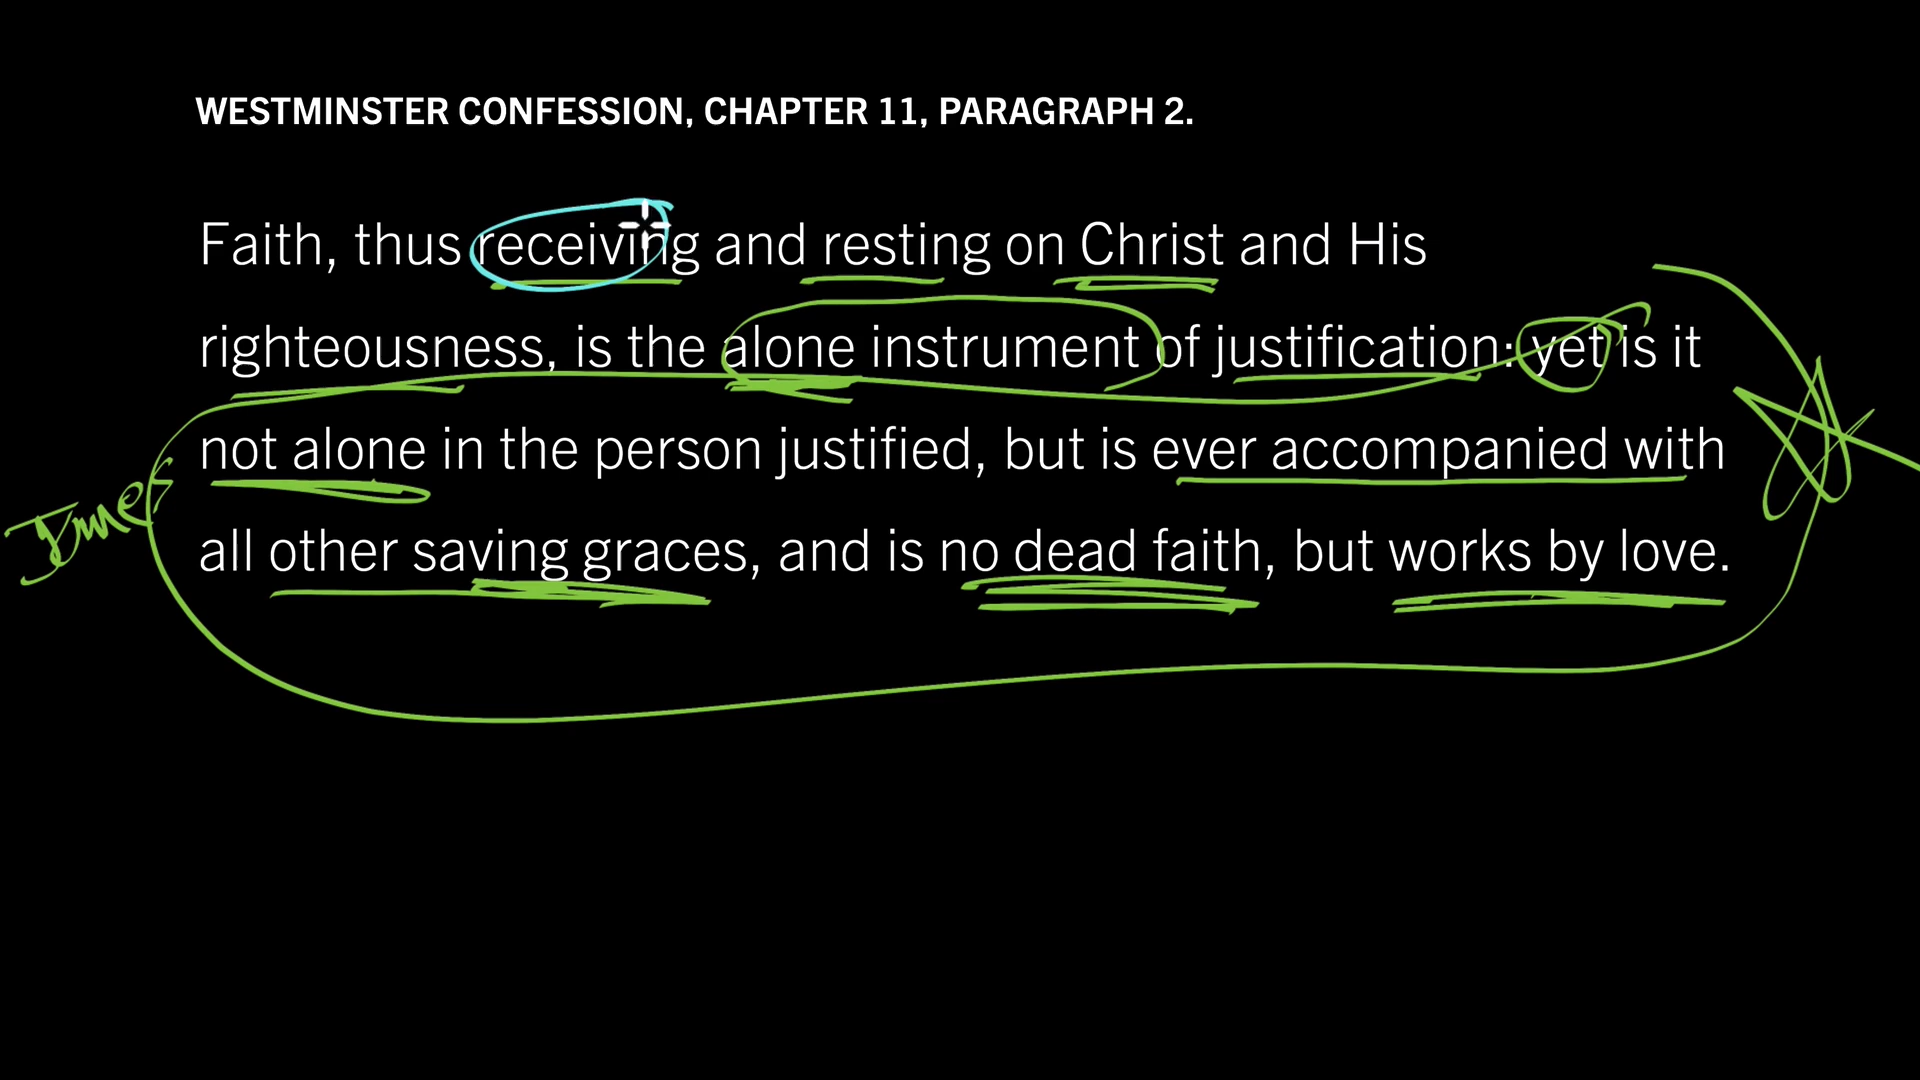 WESTMINSTER CONFESSION, CHAPTER 11, PARAGRAPH 2.
Faith, thus receiving and resting on Christ and His
righteousness, is the alone instrument of justification: yet is it
not alone in the person justified, but is ever accompanied with
all other saving graces, and is no dead faith, but works by love.